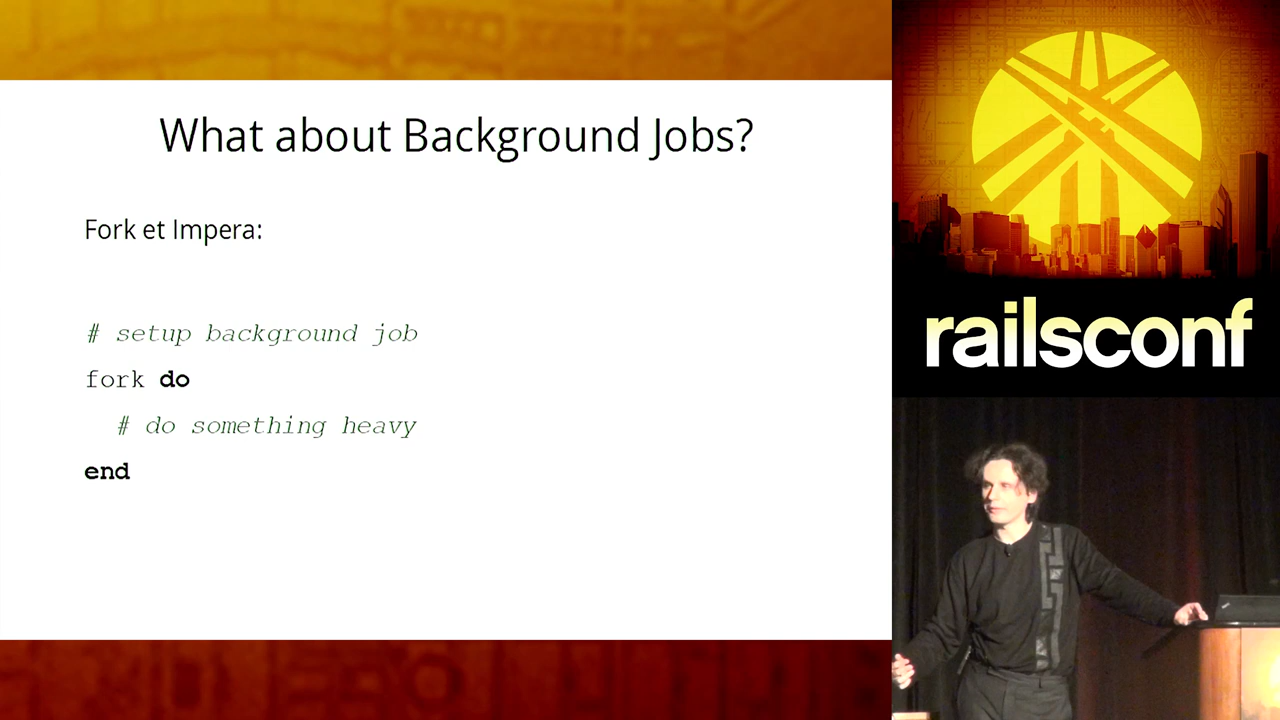 What about Background Jobs?
Fork et Impera:
# setup background job
fork do
# do something heavy
end
railsconf